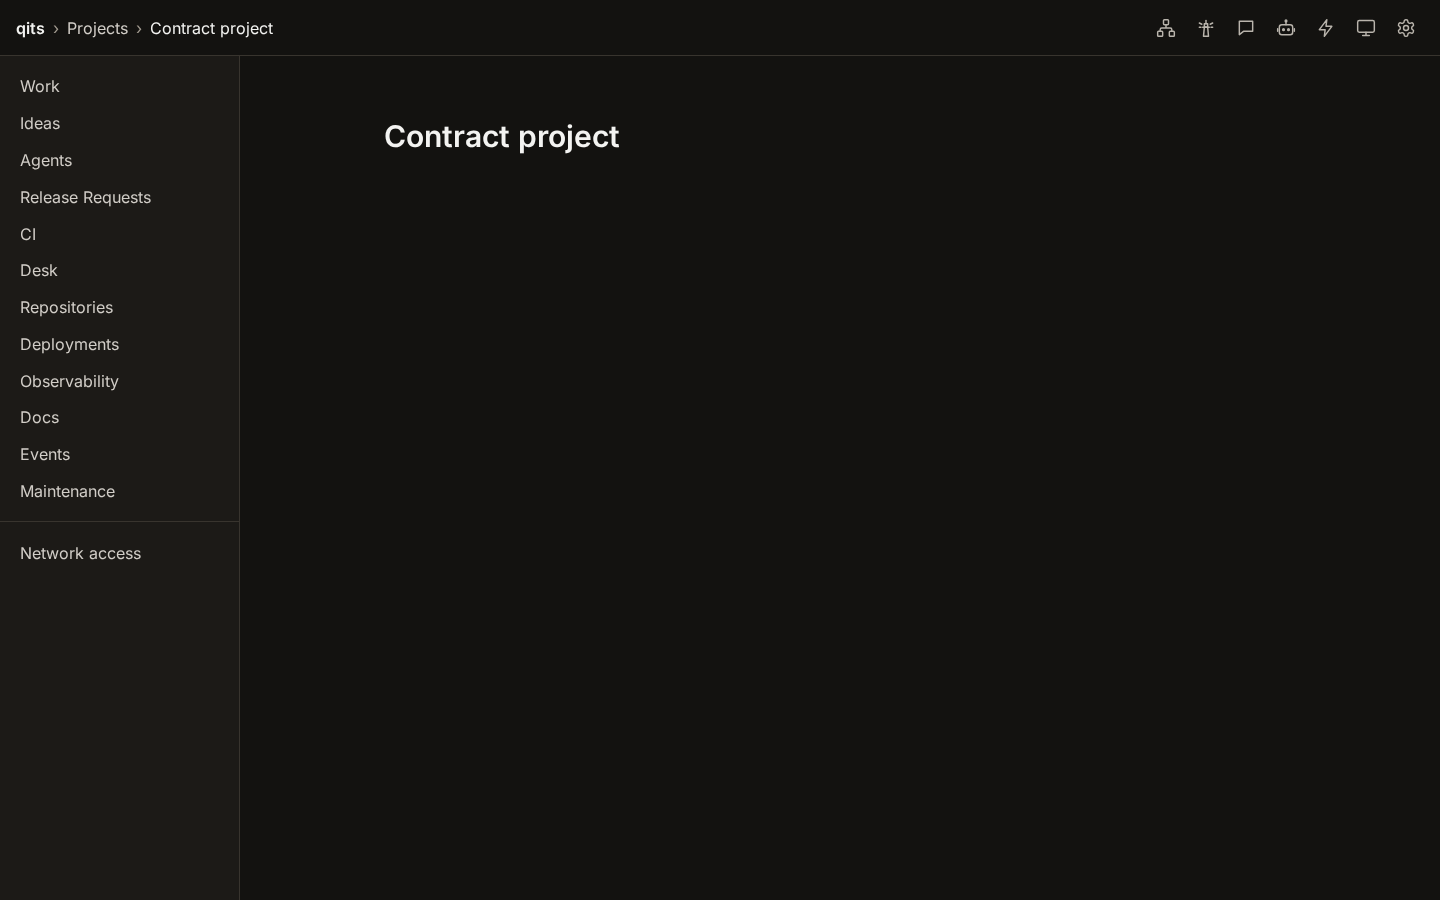 qits › Projects › Contract project
Work
Ideas
Agents
Release Requests
CI
Desk
Repositories
Deployments
Observability
Docs
Events
Maintenance
Network access
Contract project